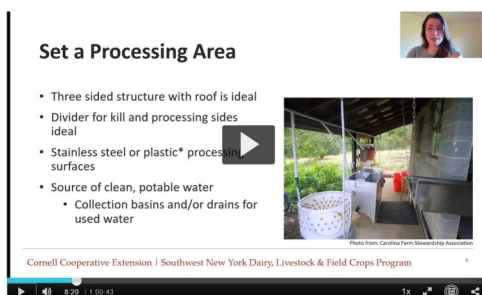 Set a Processing Area
• Three sided structure with roof is ideal
• Divider for kill and processing sides
ideal
• Stainless steel or plastic* processing
surfaces
• Source of clean, potable water
• Collection basins and/or drains for
used water
Photo from: Carolina Farm Stewardship Association
Cornell Cooperative Extension | Southwest New York Dairy, Livestock & Field Crops Program
4
8:20 / 1:00:43
1x